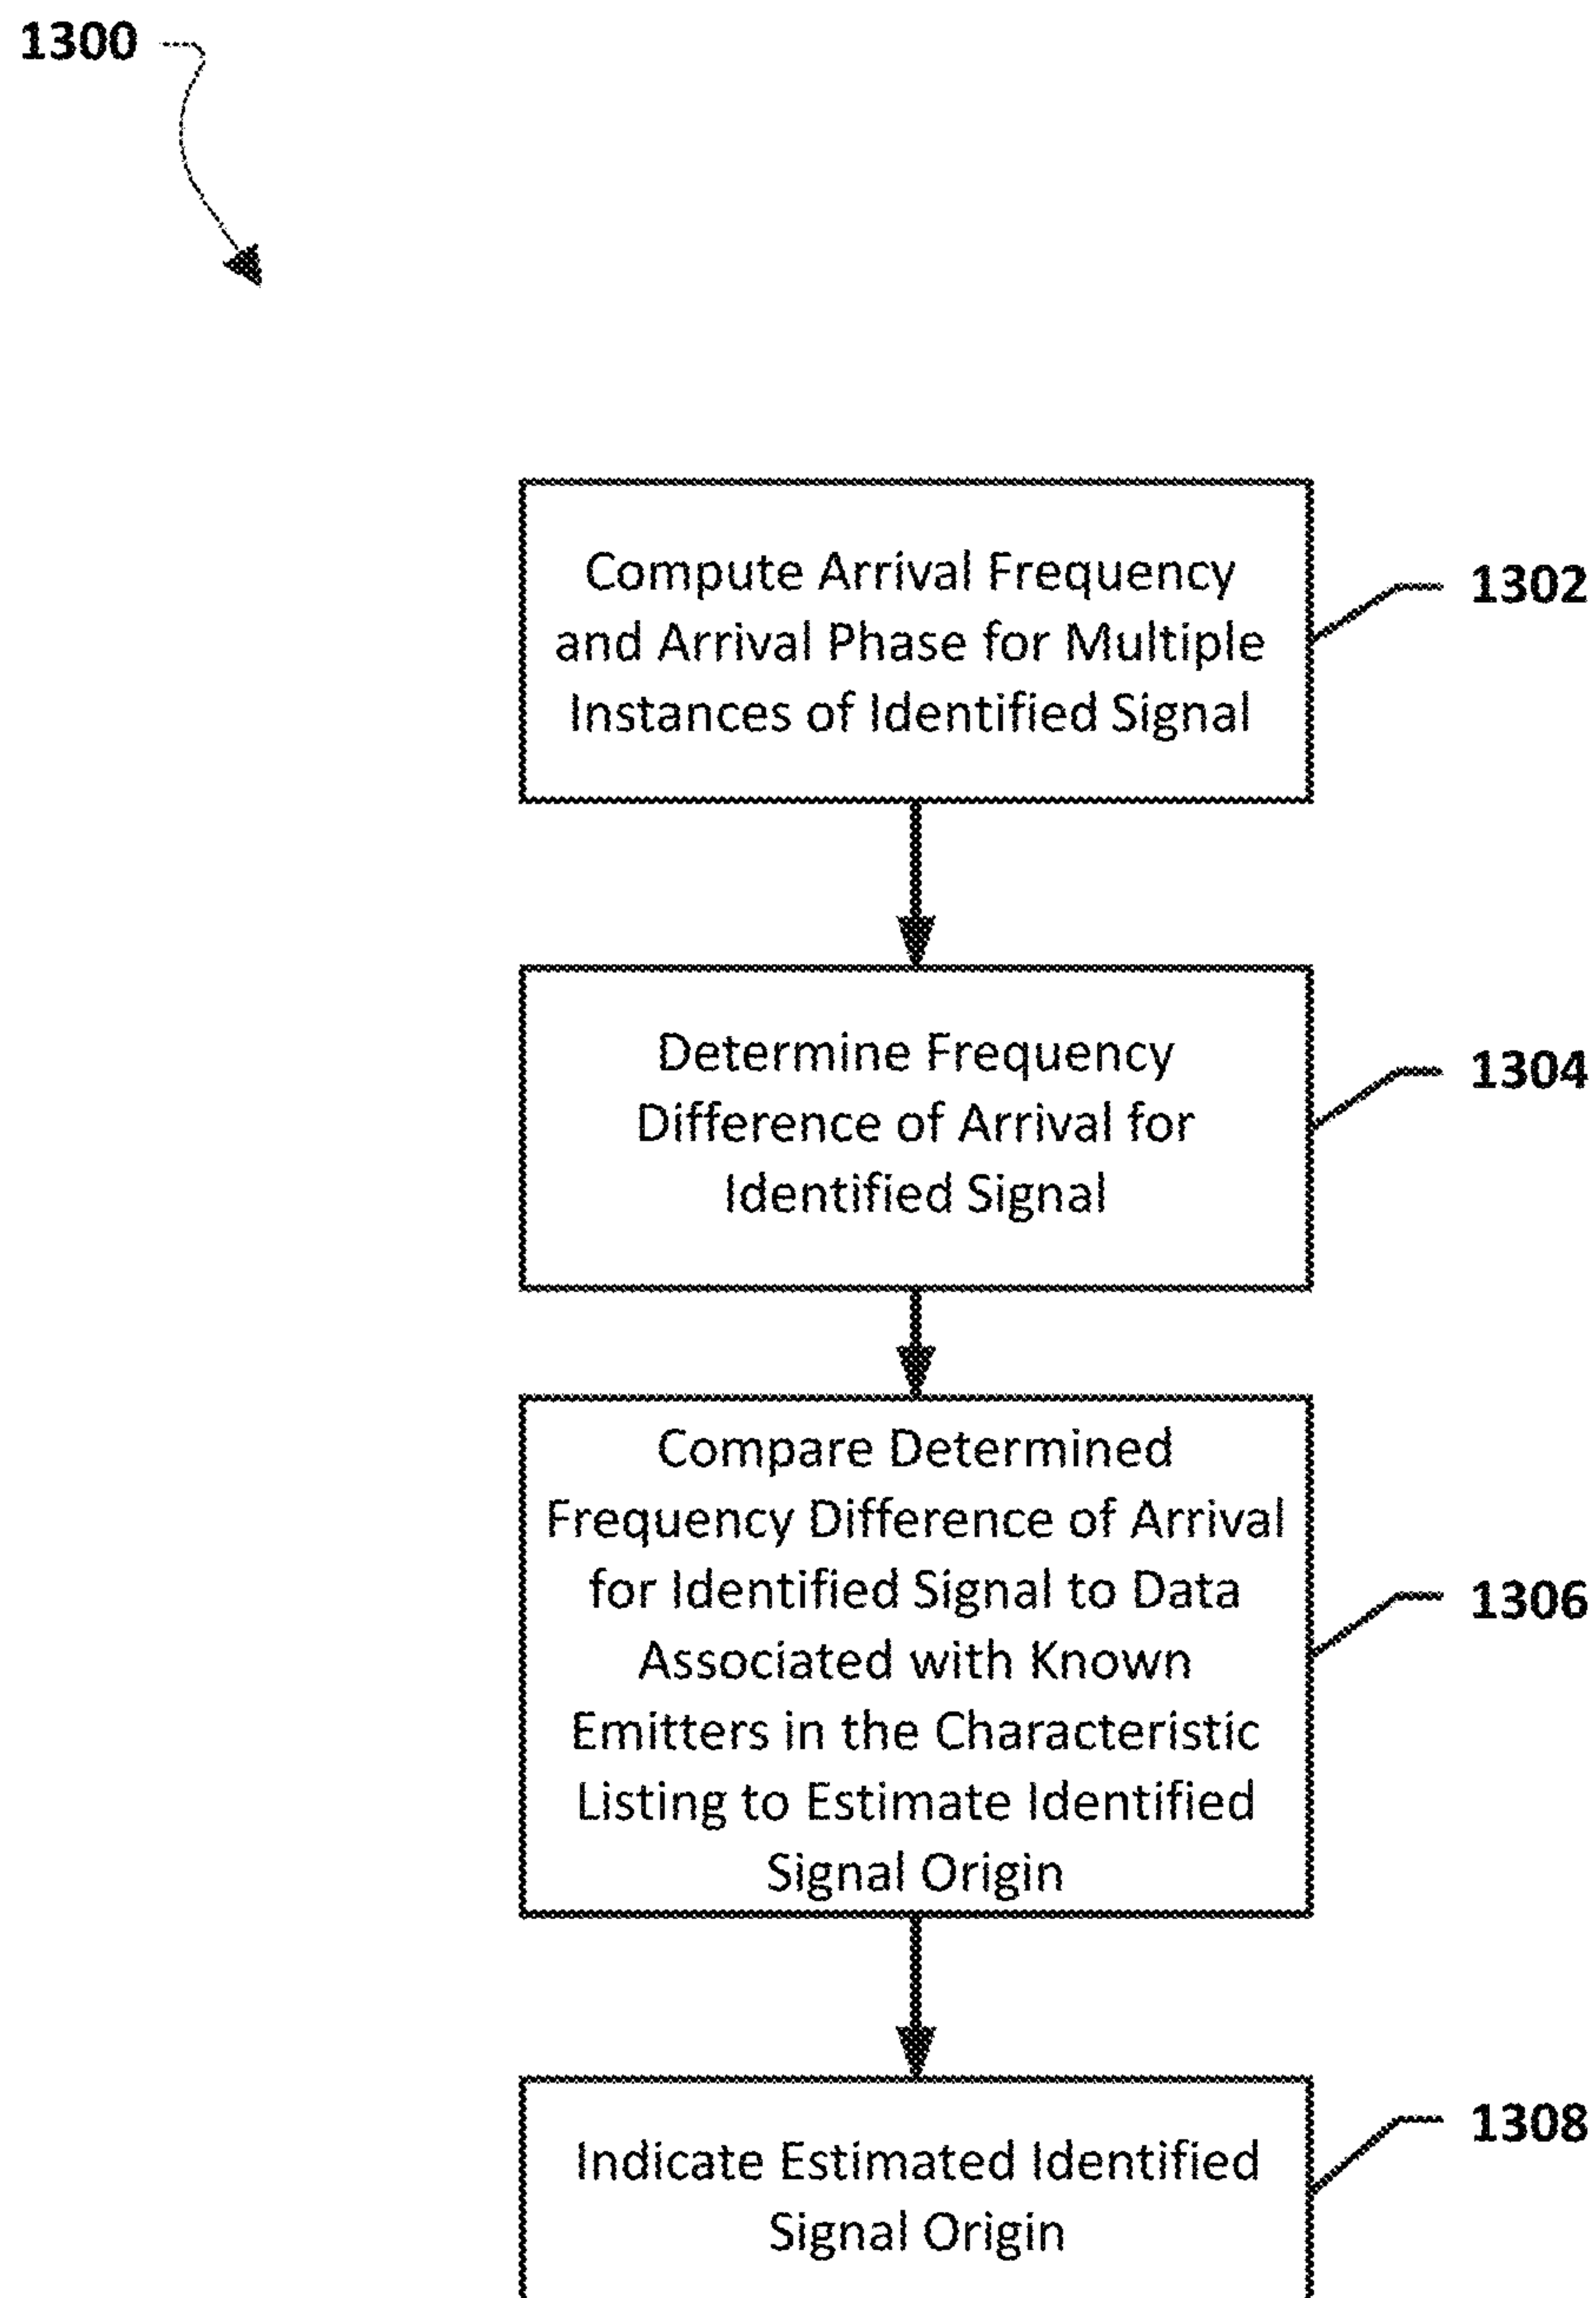 1300
Compute Arrival Frequency
and Arrival Phase for Multiple
Instances of Identified Signal
1302
Determine Frequency
Difference of Arrival for
Identified Signal
1304
Compare Determined
Frequency Difference of Arrival
for Identified Signal to Data
Associated with Known
Emitters in the Characteristic
Listing to Estimate Identified
Signal Origin
1306
Indicate Estimated Identified
Signal Origin
1308